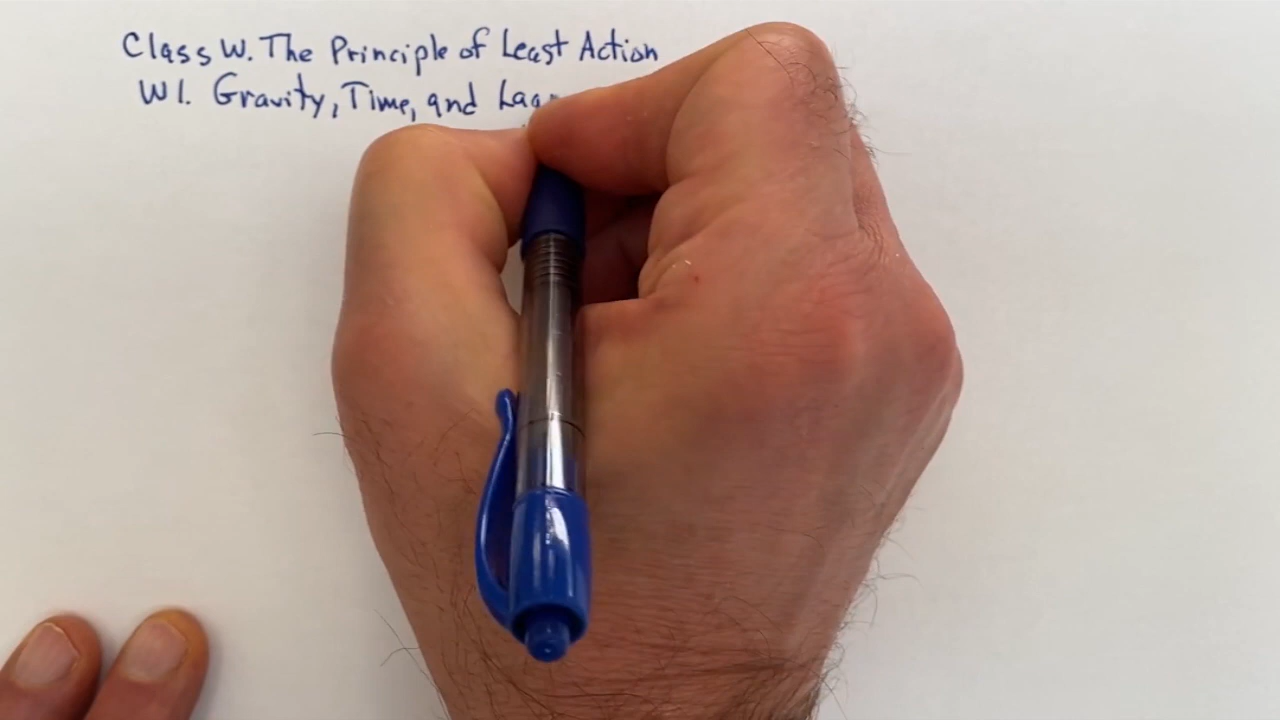 Class W. The Principle of Least Action
W1. Gravity, Time, and